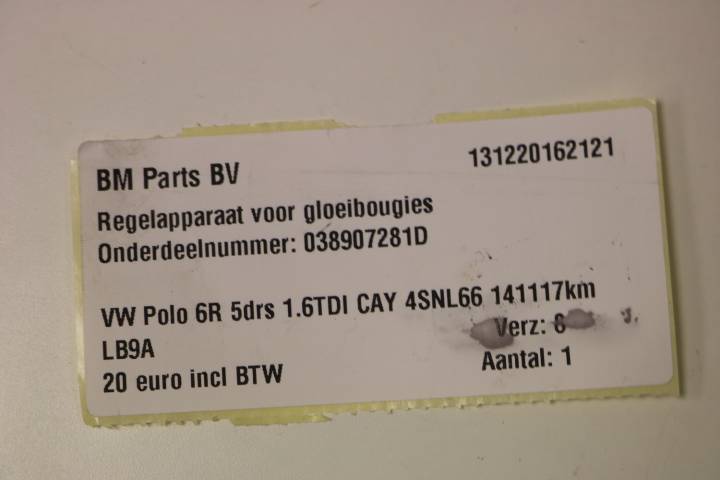 BM Parts BV 131220162121
Regelapparaat voor gloeibougies
Onderdeelnummer: 038907281D
VW Polo 6R 5drs 1.6TDI CAY 4SNL66 141117km
LB9A Verz:
20 euro incl BTW Aantal: 1